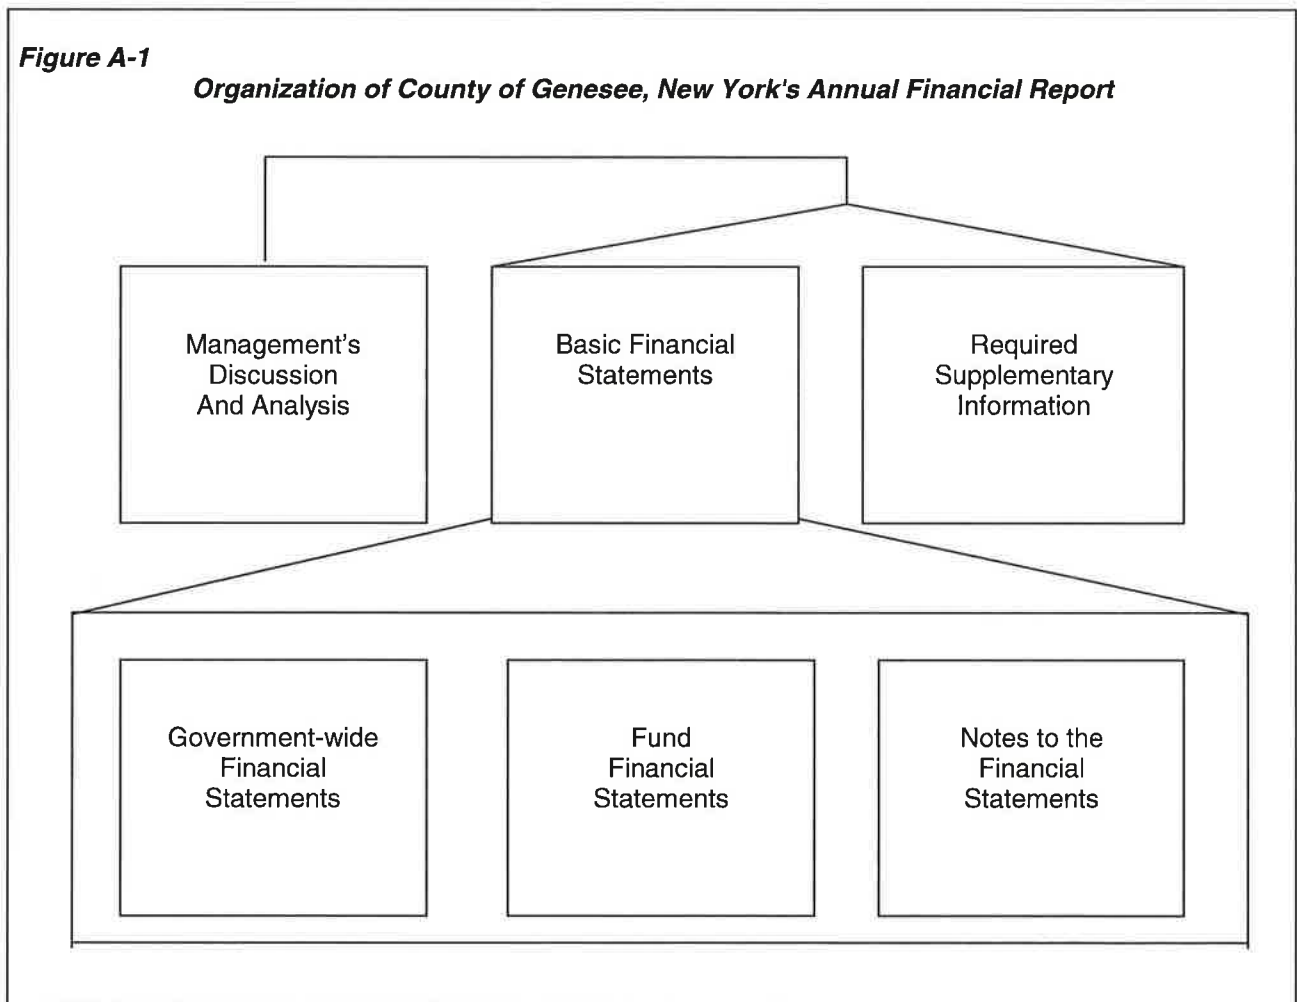 Figure A-1
Organization of County of Genesee, New York's Annual Financial Report
Management's
Discussion
And Analysis
Basic Financial
Statements
Required
Supplementary
Information
Government-wide
Financial
Statements
Fund
Financial
Statements
Notes to the
Financial
Statements